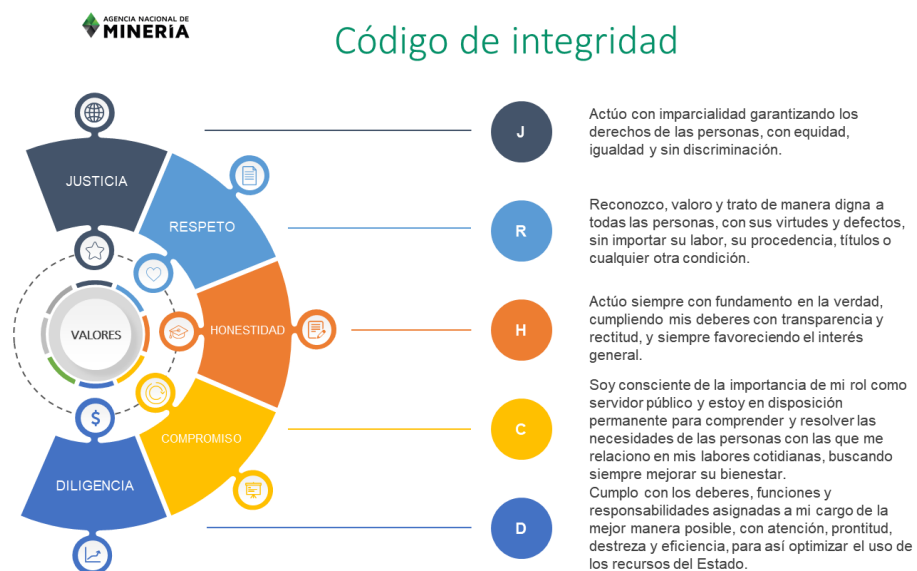 AGENCIA NACIONAL DE
MINERÍA
Código de integridad
JUSTICIA
RESPETO
HONESTIDAD
COMPROMISO
DILIGENCIA
VALORES
$
J
Actúo con imparcialidad garantizando los
derechos de las personas, con equidad,
igualdad y sin discriminación.
R
Reconozco, valoro y trato de manera digna a
todas las personas, con sus virtudes y defectos,
sin importar su labor, su procedencia, títulos o
cualquier otra condición.
H
Actúo siempre con fundamento en la verdad,
cumpliendo mis deberes con transparencia y
rectitud, y siempre favoreciendo el interés
general.
C
Soy consciente de la importancia de mi rol como
servidor público y estoy en disposición
permanente para comprender y resolver las
necesidades de las personas con las que me
relaciono en mis labores cotidianas, buscando
siempre mejorar su bienestar.
D
Cumplo con los deberes, funciones y
responsabilidades asignadas a mi cargo de la
mejor manera posible, con atención, prontitud,
destreza y eficiencia, para así optimizar el uso de
los recursos del Estado.